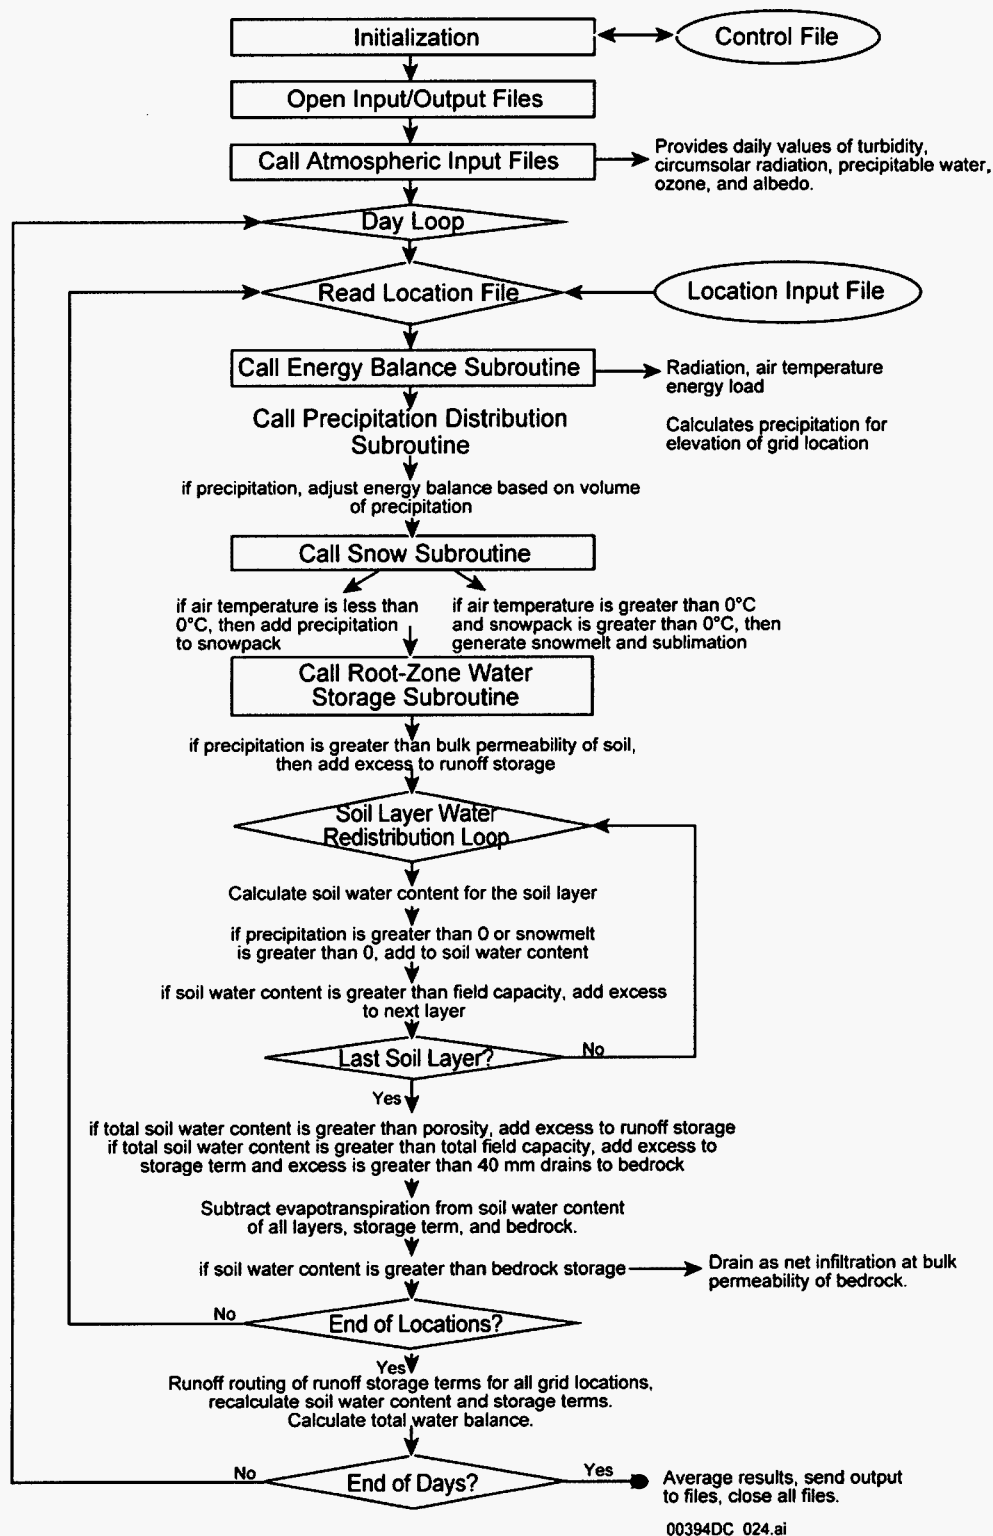 Initialization
Control File
Open Input/Output Files
Call Atmospheric Input Files
Provides daily values of turbidity,
circumsolar radiation, precipitable water,
ozone, and albedo.
Day Loop
Read Location File
Location Input File
Call Energy Balance Subroutine
Radiation, air temperature
energy load
Call Precipitation Distribution
Subroutine
Calculates precipitation for
elevation of grid location
if precipitation, adjust energy balance based on volume
of precipitation
Call Snow Subroutine
if air temperature is less than
0°C, then add precipitation
to snowpack
if air temperature is greater than 0°C
and snowpack is greater than 0°C, then
generate snowmelt and sublimation
Call Root-Zone Water
Storage Subroutine
if precipitation is greater than bulk permeability of soil,
then add excess to runoff storage
Soil Layer Water
Redistribution Loop
Calculate soil water content for the soil layer
if precipitation is greater than 0 or snowmelt
is greater than 0, add to soil water content
if soil water content is greater than field capacity, add excess
to next layer
Last Soil Layer?
No
Yes
if total soil water content is greater than porosity, add excess to runoff storage
if total soil water content is greater than total field capacity, add excess to
storage term and excess is greater than 40 mm drains to bedrock
Subtract evapotranspiration from soil water content
of all layers, storage term, and bedrock.
if soil water content is greater than bedrock storage
Drain as net infiltration at bulk
permeability of bedrock.
No
End of Locations?
Yes
Runoff routing of runoff storage terms for all grid locations,
recalculate soil water content and storage terms.
Calculate total water balance.
No
End of Days?
Yes
Average results, send output
to files, close all files.
00394DC_024.ai